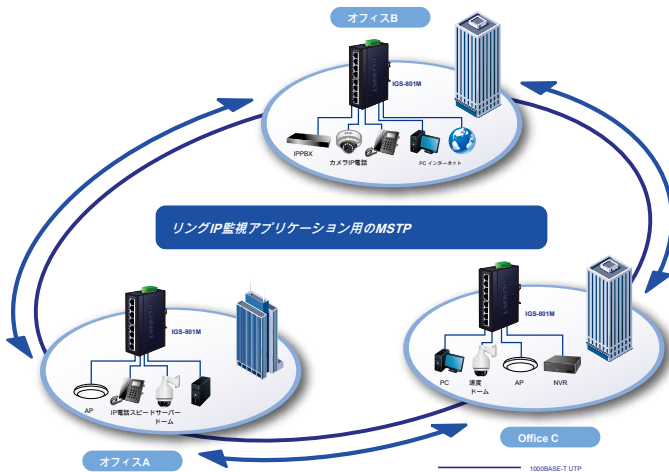 オフィスB
IGS-801M
IPPBX
カメラIP電話
PC インターネット
リングIP監視アプリケーション用のMSTP
IGS-801M
AP
IP電話スピードサーバー
ドーム
オフィスA
IGS-801M
PC
速度
ドーム
AP
NVR
Office C
1000BASE-T UTP